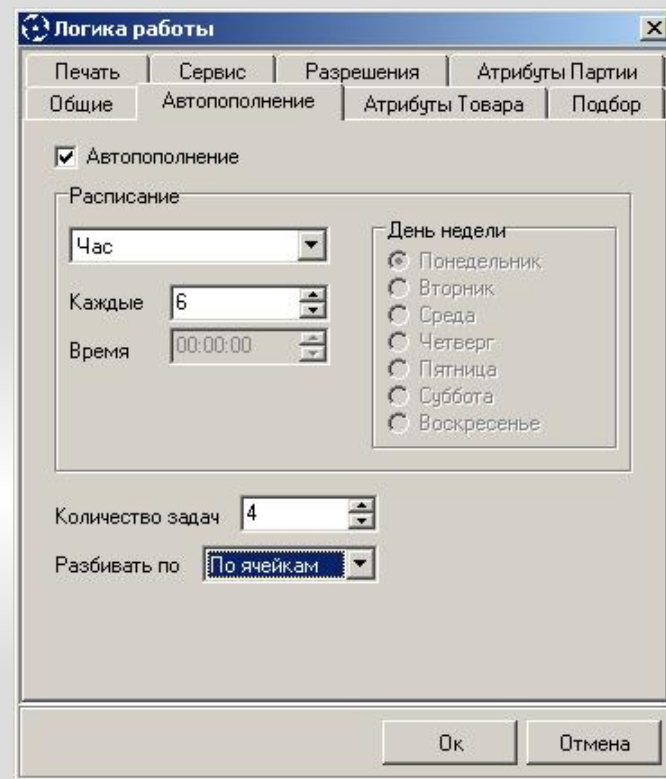 Логика работы
Печать Сервис Разрешения Атрибуты Партии
Общие Автопополнение Атрибуты Товара Подбор
Автопополнение
Расписание
Час
День недели
Понедельник
Вторник
Среда
Четверг
Пятница
Суббота
Воскресенье
Каждые 6
Время 00:00:00
Количество задач 4
Разбивать по По ячейкам
Ок Отмена